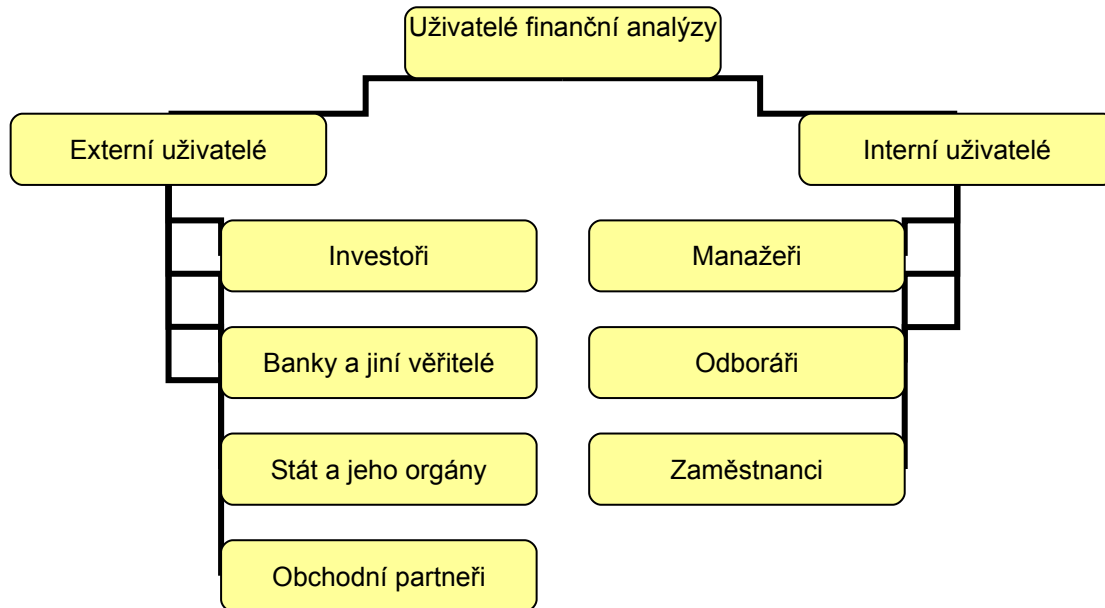 Uživatelé finanční analýzy
Externí uživatelé
Interní uživatelé
Investoři
Manažeři
Banky a jiní věřitelé
Odboráři
Stát a jeho orgány
Zaměstnanci
Obchodní partneři